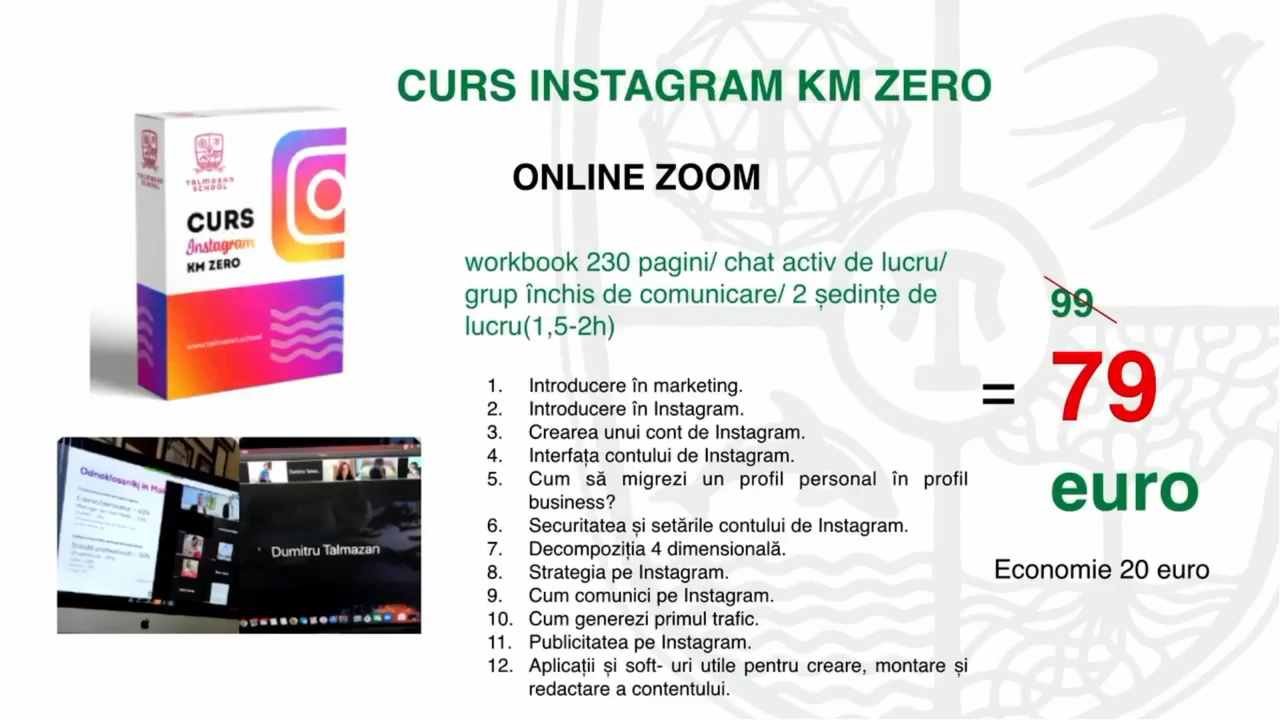 CURS INSTAGRAM KM ZERO
ONLINE ZOOM
TALMAZAN
SCHOOL
CURS
Instagram
KM ZERO
www.talmazan.school
workbook 230 pagini/ chat activ de lucru/
grup închis de comunicare/ 2 ședințe de
lucru(1,5-2h)
1. Introducere în marketing.
2. Introducere în Instagram.
3. Crearea unui cont de Instagram.
4. Interfața contului de Instagram.
5. Cum să migrezi un profil personal în profil
business?
6. Securitatea și setările contului de Instagram.
7. Decompoziția 4 dimensională.
8. Strategia pe Instagram.
9. Cum comunici pe Instagram.
10. Cum generezi primul trafic.
11. Publicitatea pe Instagram.
12. Aplicații și soft- uri utile pentru creare, montare și
redactare a contentului.
99
= 79
euro
Economie 20 euro
Odnoklassniki in
Dumitru Talmazan